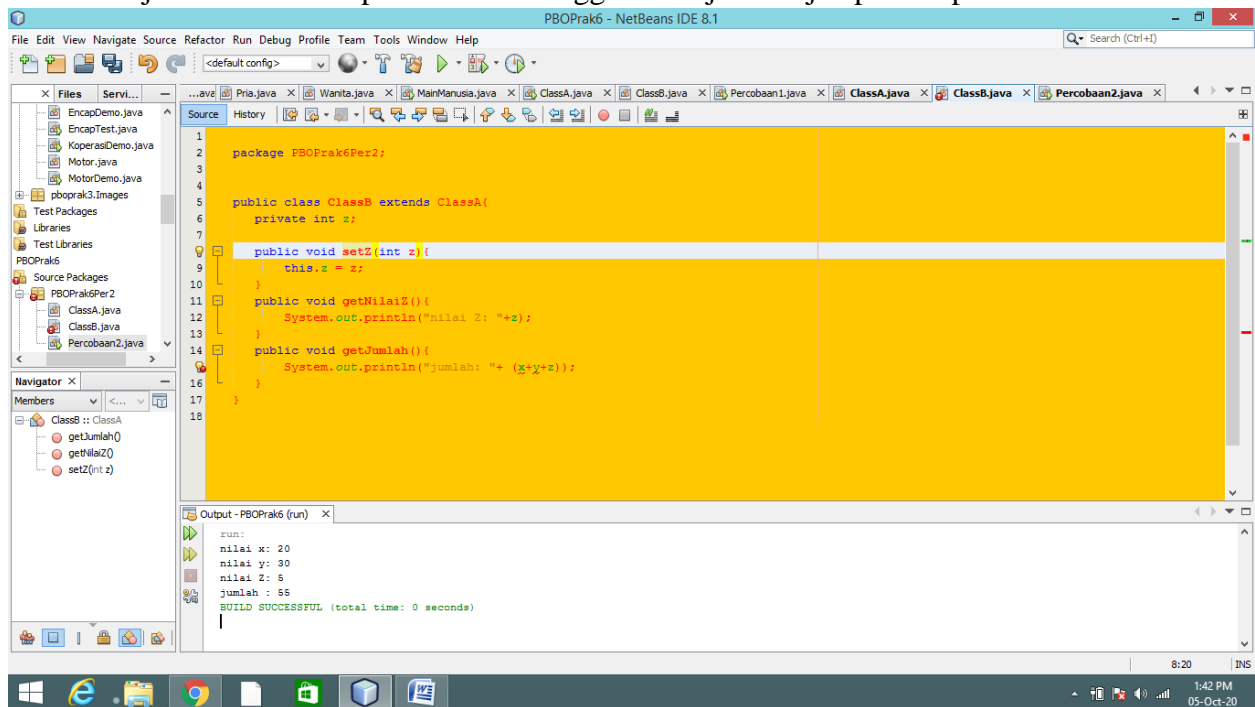 PBOPrak6 - NetBeans IDE 8.1
File Edit View Navigate Source Refactor Run Debug Profile Team Tools Window Help
Search (Ctrl+I)
<default config>
Files Servi...
...ava Pria.java Wanita.java MainManusia.java ClassA.java ClassB.java Percobaan1.java ClassA.java ClassB.java Percobaan2.java
EncapDemo.java
EncapTest.java
KoperasiDemo.java
Motor.java
MotorDemo.java
pboprak3.Images
Test Packages
Libraries
Test Libraries
PBOPrak6
Source Packages
PBOPrak6Per2
ClassA.java
ClassB.java
Percobaan2.java
Navigator
Members <...
ClassB :: ClassA
getJumlah()
getNilaiZ()
setZ(int z)
Source History
1
2 package PBOPrak6Per2;
3
4
5 public class ClassB extends ClassA{
6 private int z;
7
public void setZ(int z){
9 this.z = z;
10 }
11 public void getNilaiZ(){
12 System.out.println("nilai Z: "+z);
13 }
14 public void getJumlah(){
System.out.println("jumlah: "+ (x+y+z));
16 }
17 }
18
Output - PBOPrak6 (run)
run:
nilai x: 20
nilai y: 30
nilai Z: 5
jumlah : 55
BUILD SUCCESSFUL (total time: 0 seconds)
8:20 INS
1:42 PM
05-Oct-20